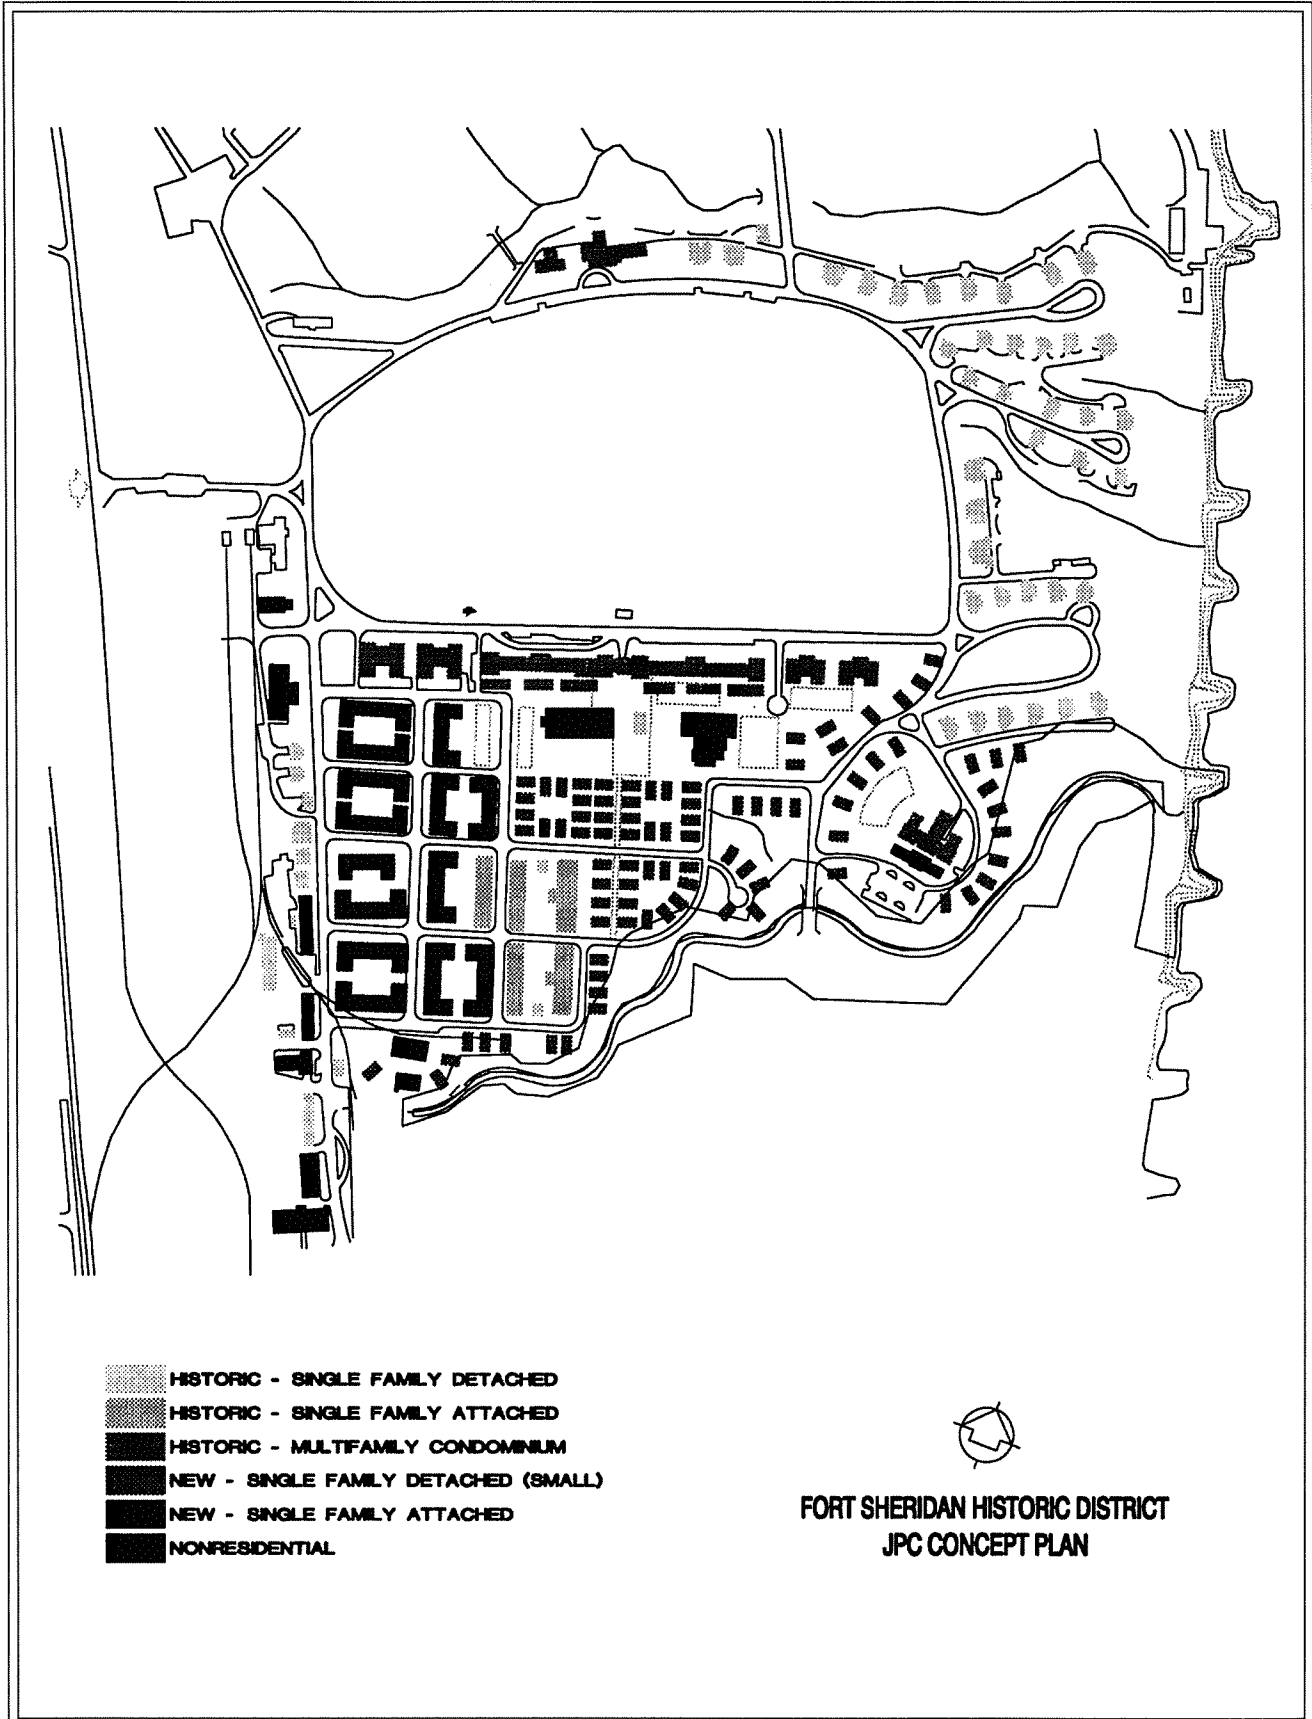 HISTORIC - SINGLE FAMILY DETACHED
HISTORIC - SINGLE FAMILY ATTACHED
HISTORIC - MULTIFAMILY CONDOMINIUM
NEW - SINGLE FAMILY DETACHED (SMALL)
NEW - SINGLE FAMILY ATTACHED
NONRESIDENTIAL
FORT SHERIDAN HISTORIC DISTRICT
JPC CONCEPT PLAN